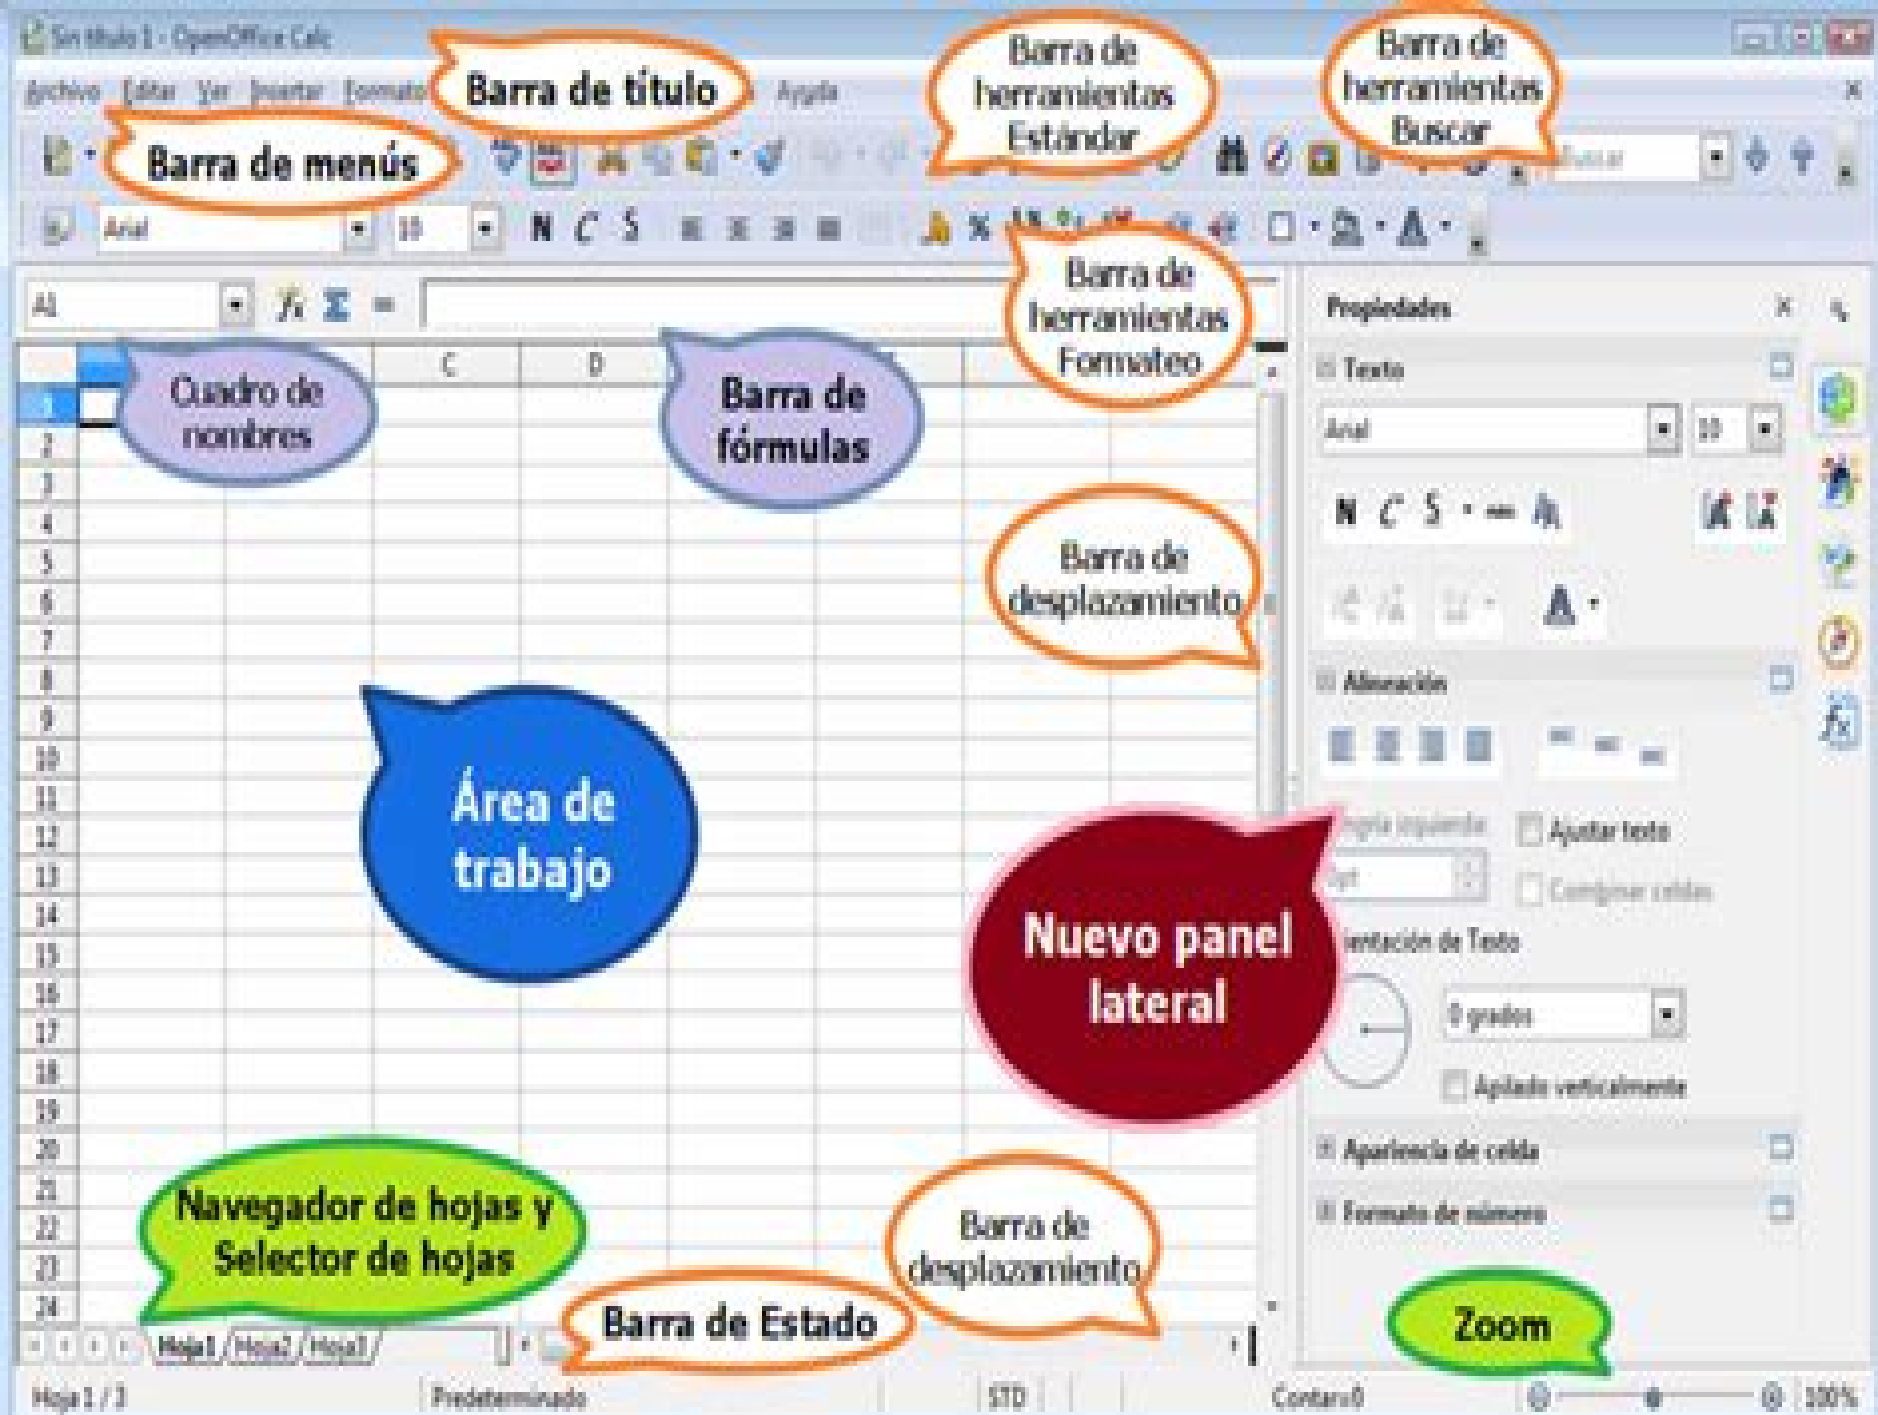 Sin título 1 - OpenOffice Calc
Archivo Editar Ver Insertar Formato Ayuda
Barra de título
Barra de
herramientas
Estándar
Barra de
herramientas
Buscar
Barra de menús
Buscar
Arial 10 N C S
Barra de
herramientas
Formateo
A1
Propiedades
C D
Cuadro de
nombres
Barra de
fórmulas
Texto
Arial 10
N C S
1
2
3
4
5
6
7
8
9
10
11
12
13
14
15
16
17
18
19
20
21
22
23
24
Barra de
desplazamiento
Alineación
Área de
trabajo
Ajustar texto
Combinar celdas
Nuevo panel
lateral
0 grados
Apilado verticalmente
Apariencia de celda
Formato de número
Navegador de hojas y
Selector de hojas
Barra de
desplazamiento
Barra de Estado
Zoom
Hoja1 Hoja2 Hoja3
Hoja 1 / 3 Predeterminado STD Contar=0 100%